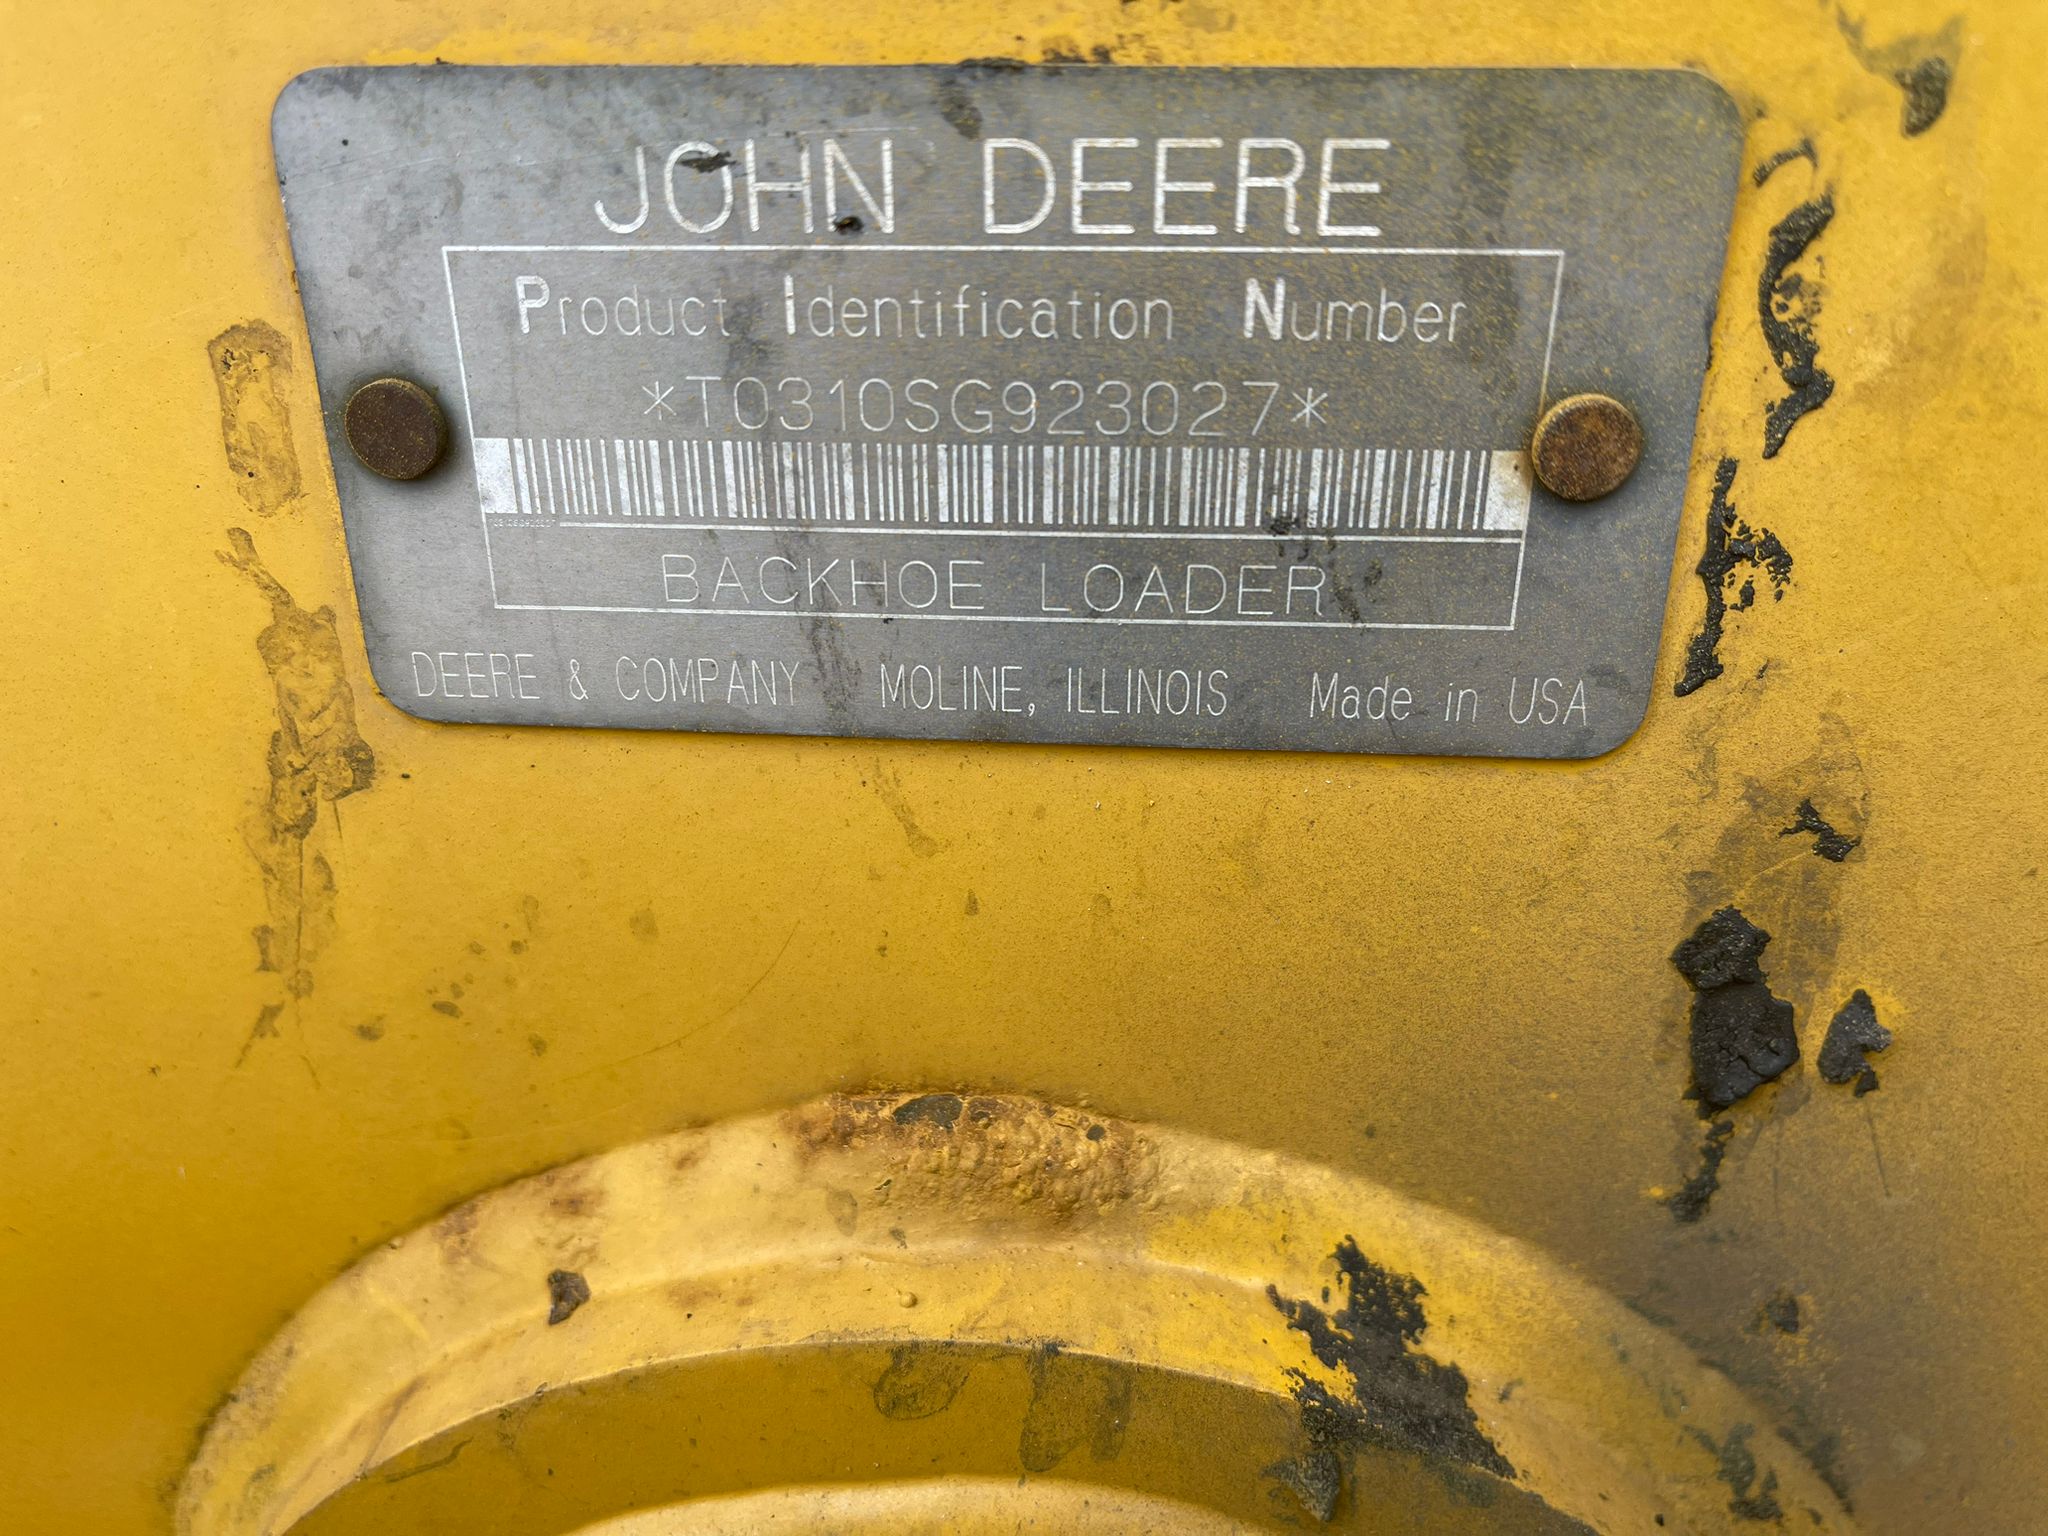 JOHN DEERE
Product Identification Number
*T0310SG923027*
BACKHOE LOADER
DEERE & COMPANY MOLINE, ILLINOIS Made in USA